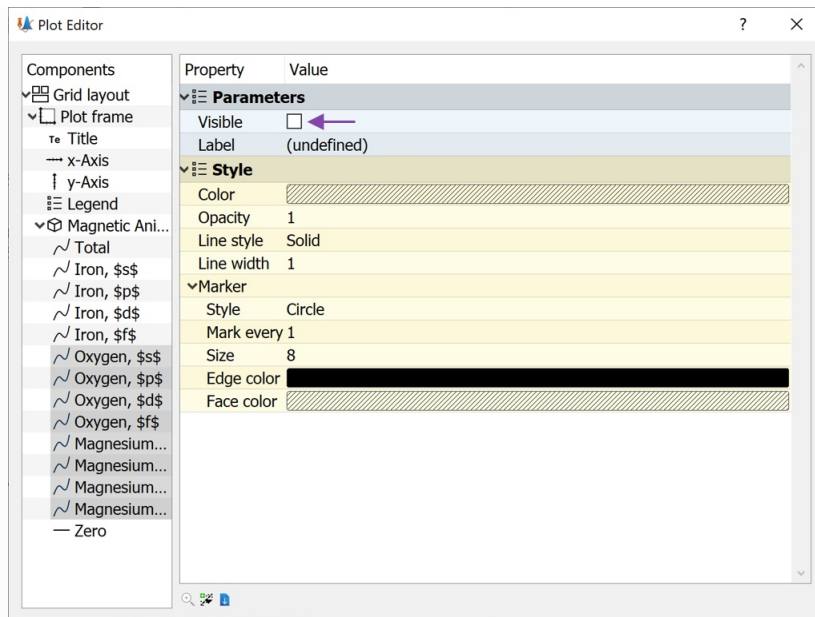 Plot Editor
?
Components
Grid layout
Plot frame
Te Title
x-Axis
y-Axis
Legend
Magnetic Ani...
Total
Iron, $s$
Iron, $p$
Iron, $d$
Iron, $f$
Oxygen, $s$
Oxygen, $p$
Oxygen, $d$
Oxygen, $f$
Magnesium...
Magnesium...
Magnesium...
Magnesium...
Zero
Property Value
Parameters
Visible
Label (undefined)
Style
Color
Opacity 1
Line style Solid
Line width 1
Marker
Style Circle
Mark every 1
Size 8
Edge color
Face color